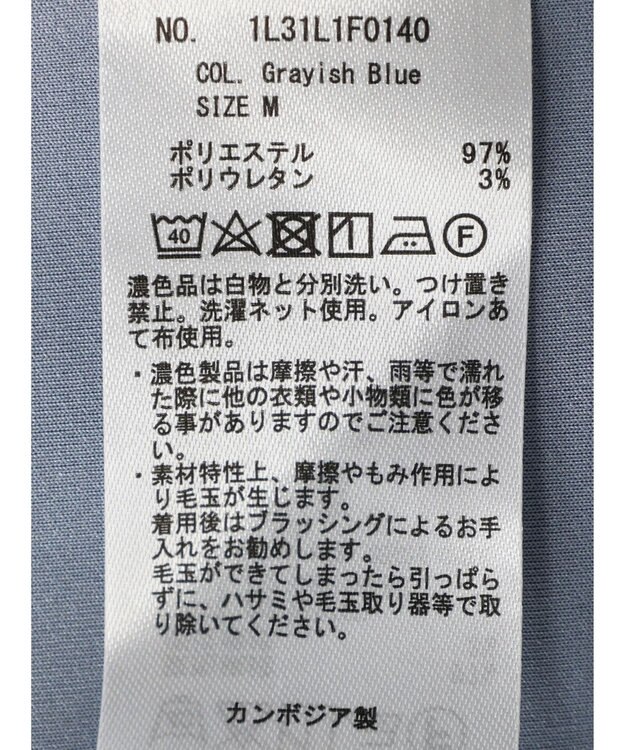 NO. 1L31L1F0140
COL. Grayish Blue
SIZE M
ポリエステル 97%
ポリウレタン 3%
40 F
濃色品は白物と分別洗い。つけ置き
禁止。洗濯ネット使用。アイロンあ
て布使用。
・濃色製品は摩擦や汗、雨等で濡れ
た際に他の衣類や小物類に色が移
る事がありますのでご注意くださ
い。
・素材特性上、摩擦やもみ作用によ
り毛玉が生じます。
着用後はブラッシングによるお手
入れをお勧めします。
毛玉ができてしまったら引っぱら
ずに、ハサミや毛玉取り器等で取
り除いてください。
カンボジア製